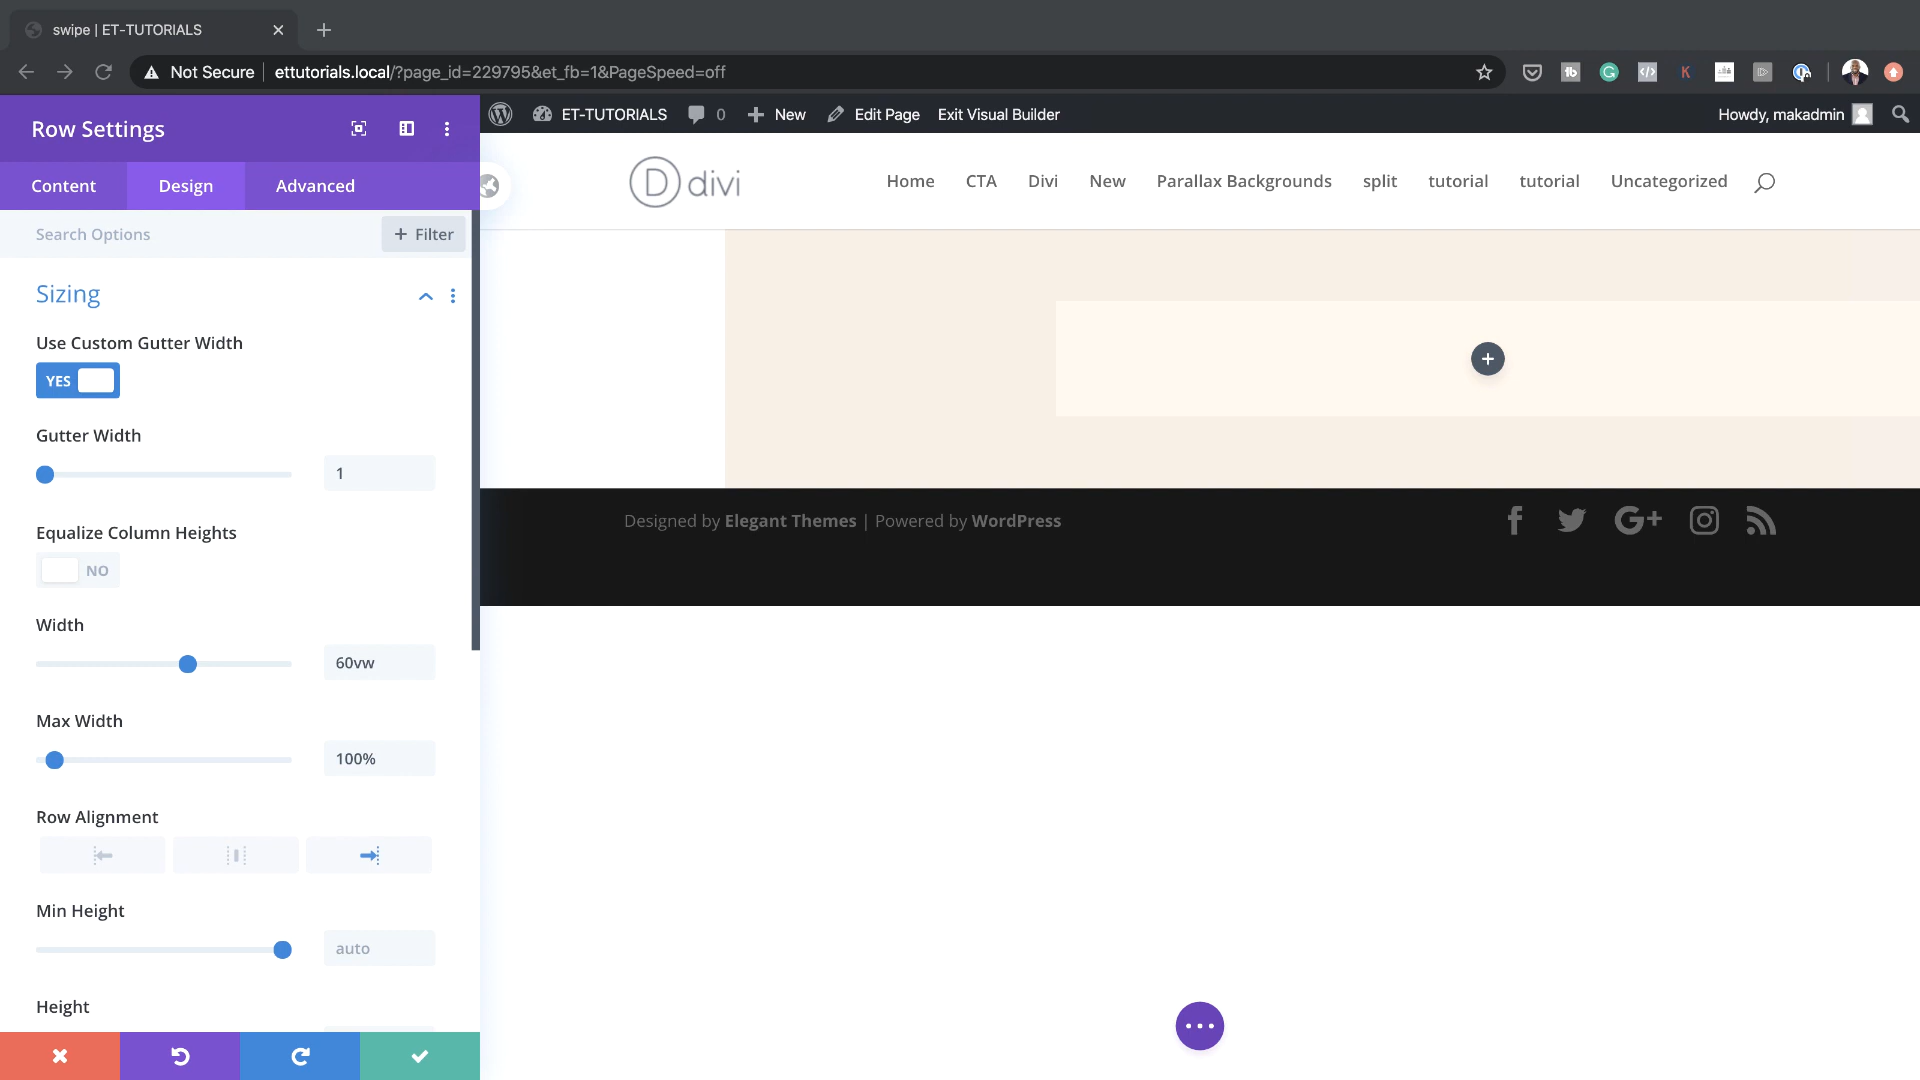 swipe | ET-TUTORIALS
Not Secure
ettutorials.local/?page_id=229795&et_fb=1&PageSpeed=off
Row Settings
ET-TUTORIALS
0
New
Edit Page
Exit Visual Builder
Howdy, makadmin
Content
Design
Advanced
divi
Home
CTA
Divi
New
Parallax Backgrounds
split
tutorial
tutorial
Uncategorized
Search Options
+ Filter
Sizing
Use Custom Gutter Width
YES
Gutter Width
1
Equalize Column Heights
NO
Designed by Elegant Themes | Powered by WordPress
Width
60vw
Max Width
100%
Row Alignment
Min Height
auto
Height